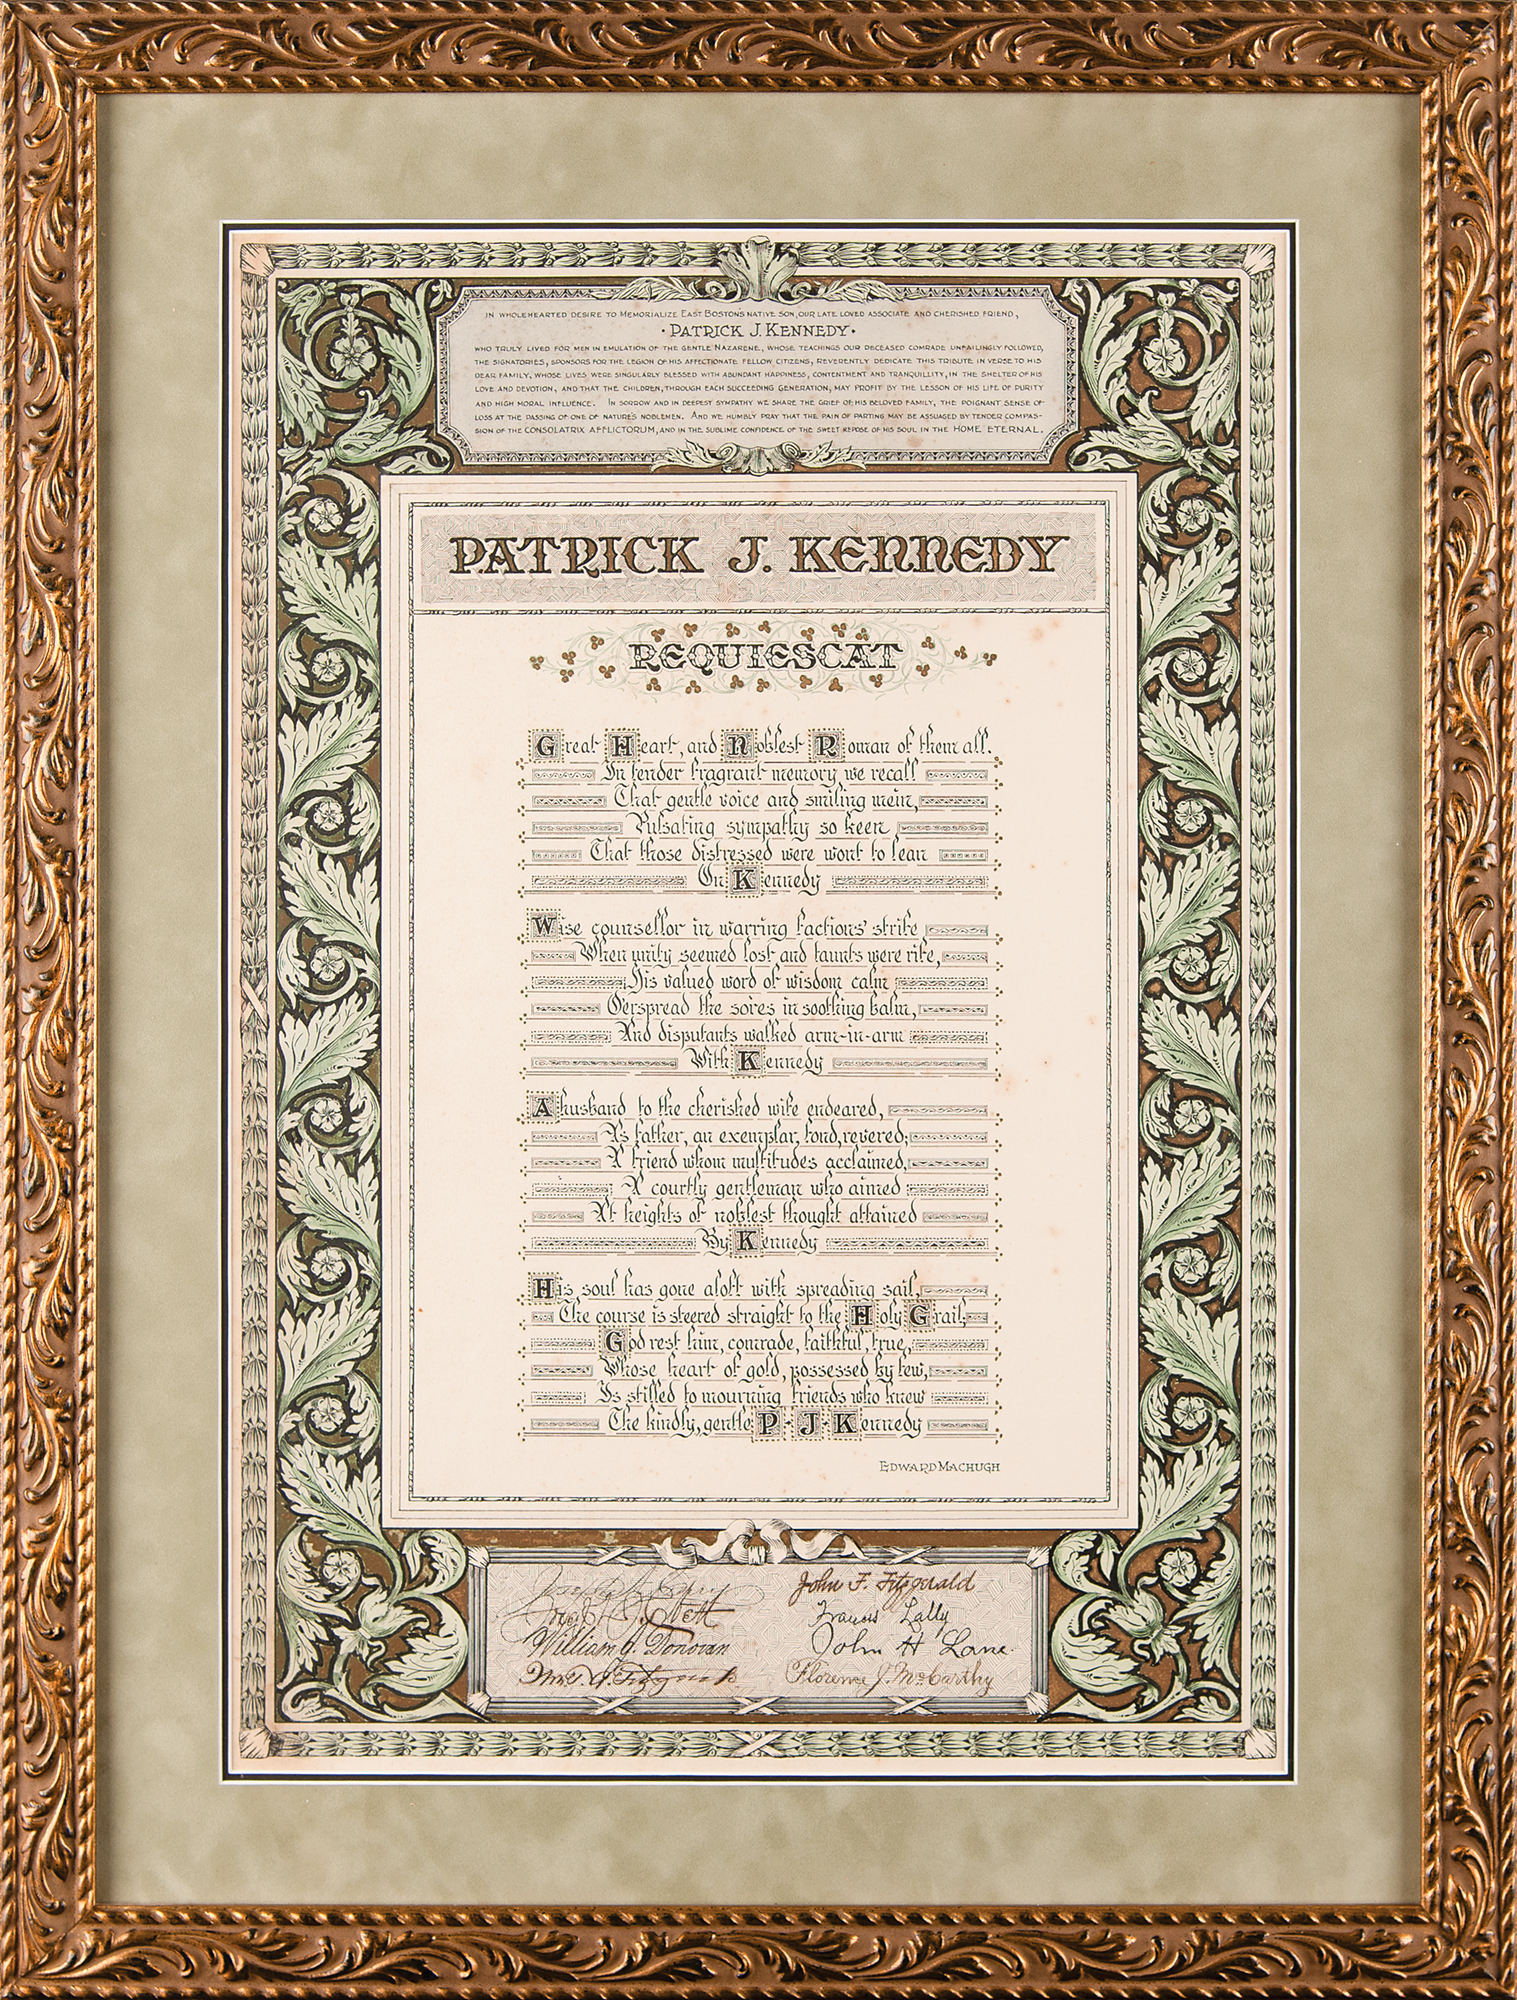 IN WHOLEHEARTED DESIRE TO MEMORIALIZE EAST BOSTON'S NATIVE SON, OUR LATE LOVED ASSOCIATE AND CHERISHED FRIEND,
· PATRICK J. KENNEDY ·
WHO TRULY LIVED FOR MEN IN EMULATION OF THE GENTLE NAZARENE, WHOSE TEACHINGS OUR DECEASED COMRADE UNFAILINGLY FOLLOWED,
THE SIGNATORIES, SPONSORS FOR THE LEGION OF HIS AFFECTIONATE FELLOW CITIZENS, REVERENTLY DEDICATE THIS TRIBUTE IN VERSE TO HIS
DEAR FAMILY, WHOSE LIVES WERE SINGULARLY BLESSED WITH ABUNDANT HAPPINESS, CONTENTMENT AND TRANQUILLITY, IN THE SHELTER OF HIS
LOVE AND DEVOTION, AND THAT THE CHILDREN, THROUGH EACH SUCCEEDING GENERATION, MAY PROFIT BY THE LESSON OF HIS LIFE OF PURITY
AND HIGH MORAL INFLUENCE. IN SORROW AND IN DEEPEST SYMPATHY WE SHARE THE GRIEF OF HIS BELOVED FAMILY, THE POIGNANT SENSE OF
LOSS AT THE PASSING OF ONE OF NATURE'S NOBLEMEN. AND WE HUMBLY PRAY THAT THE PAIN OF PARTING MAY BE ASSUAGED BY TENDER COMPAS-
SION OF THE CONSOLATRIX AFFLICTORUM, AND IN THE SUBLIME CONFIDENCE OF THE SWEET REPOSE OF HIS SOUL IN THE HOME ETERNAL.
PATRICK J. KENNEDY
REQUIESCAT
Great Heart, and Noblest Roman of them all.
In tender fragrant memory we recall
That gentle voice and smiling mein,
Pulsating sympathy so keen
That those distressed were wont to lean
On Kennedy
Wise counsellor in warring factions' strife
When unity seemed lost and taunts were rife,
His valued word of wisdom calm
Oerspread the sores in soothing balm,
And disputants walked arm-in-arm
With Kennedy
A husband to the cherished wife endeared,
As father, an exemplar, fond, revered;
A friend whom multitudes acclaimed,
A courtly gentleman who aimed
At heights of noblest thought attained
By Kennedy
His soul has gone aloft with spreading sail,
The course is steered straight to the Holy Grail;
God rest him, comrade, faithful, true,
Whose heart of gold, possessed by few,
Is stilled to mourning friends who knew
The kindly, gentle P·J·Kennedy
EDWARD MACHUGH
John F. Fitzgerald
Francis Lally
William J. Donovan
John H Lane.
Florence J. McCarthy